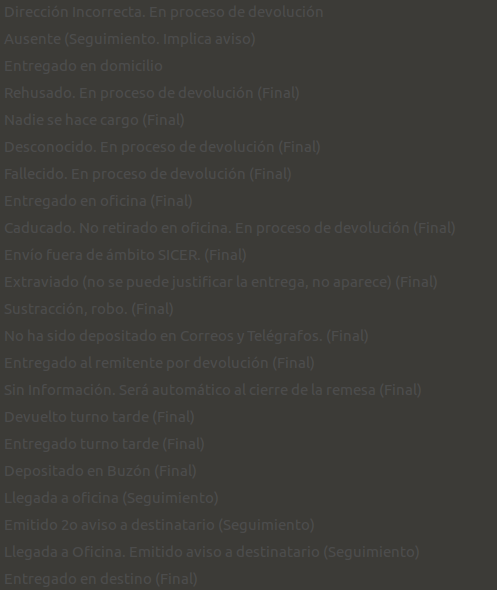 Dirección Incorrecta. En proceso de devolución
Ausente (Seguimiento. Implica aviso)
Entregado en domicilio
Rehusado. En proceso de devolución (Final)
Nadie se hace cargo (Final)
Desconocido. En proceso de devolución (Final)
Fallecido. En proceso de devolución (Final)
Entregado en oficina (Final)
Caducado. No retirado en oficina. En proceso de devolución (Final)
Envío fuera de ámbito SICER. (Final)
Extraviado (no se puede justificar la entrega, no aparece) (Final)
Sustracción, robo. (Final)
No ha sido depositado en Correos y Telégrafos. (Final)
Entregado al remitente por devolución (Final)
Sin Información. Será automático al cierre de la remesa (Final)
Devuelto turno tarde (Final)
Entregado turno tarde (Final)
Depositado en Buzón (Final)
Llegada a oficina (Seguimiento)
Emitido 2o aviso a destinatario (Seguimiento)
Llegada a Oficina. Emitido aviso a destinatario (Seguimiento)
Entregado en destino (Final)